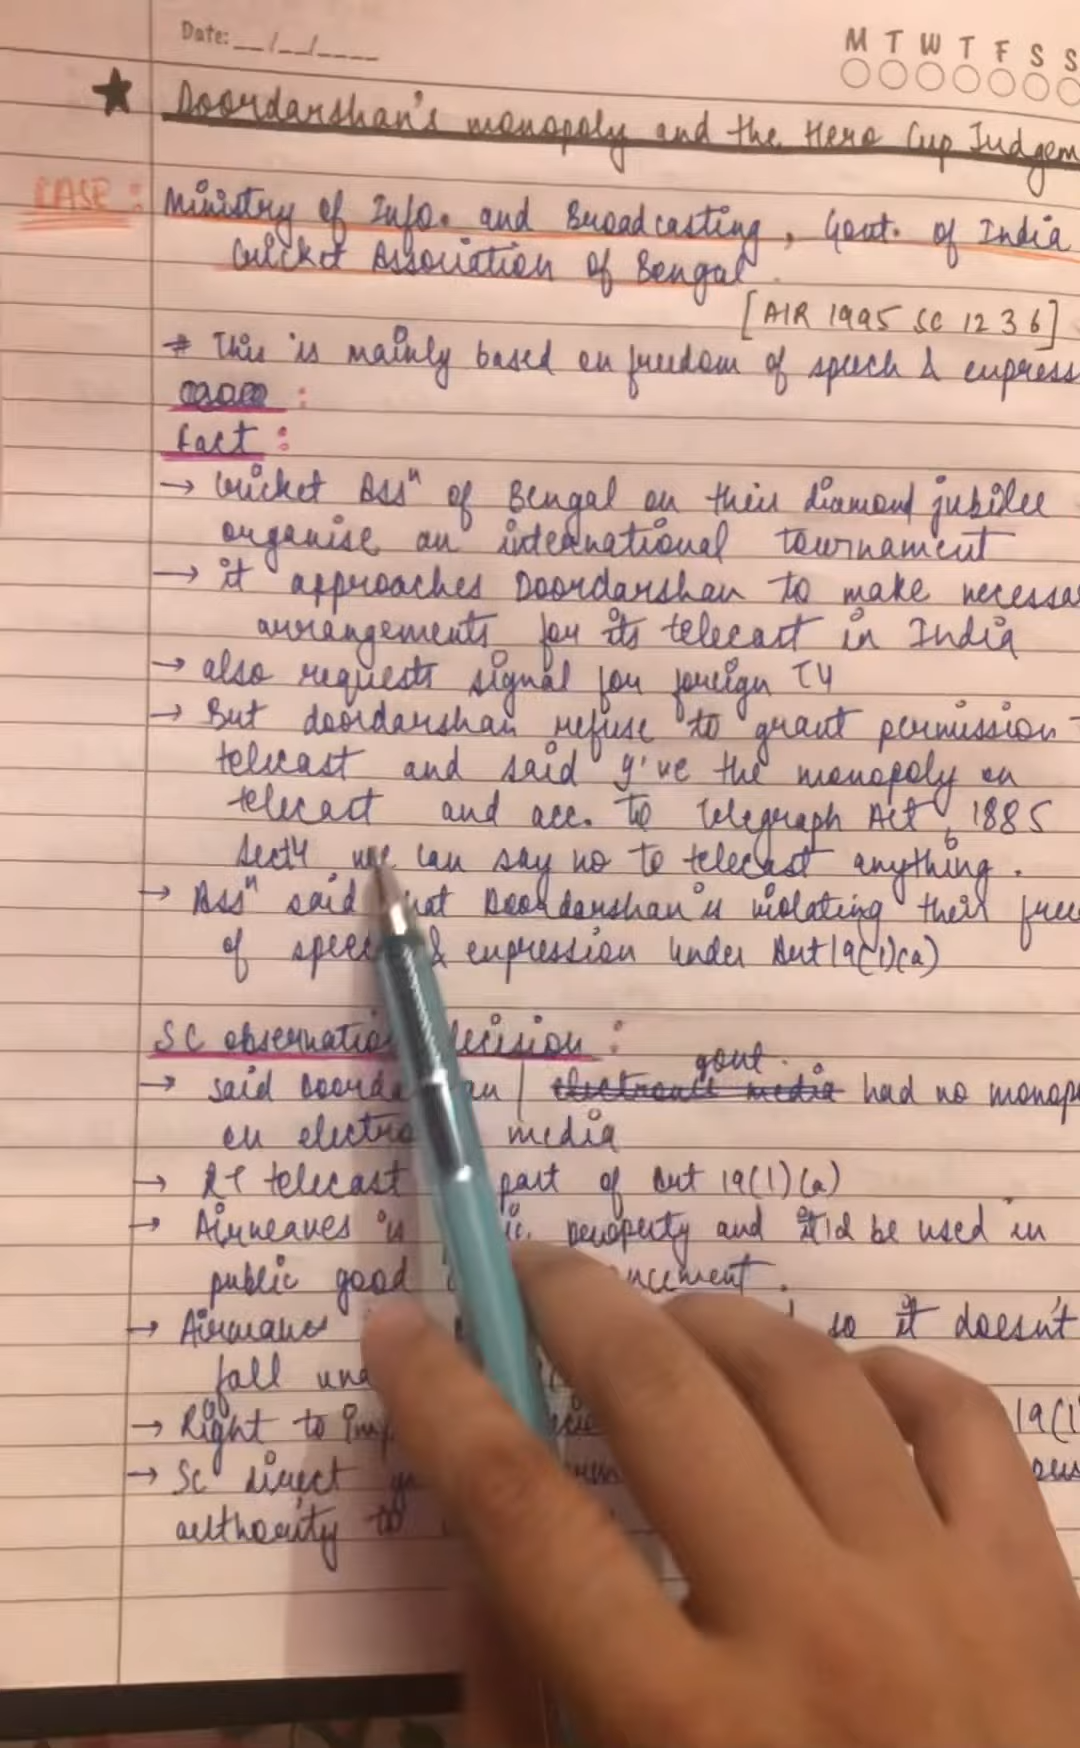 Date: __/__/____
M T W T F S S
★ Doordarshan's monopoly and the Hero Cup Judgem
CASE: Ministry of Info. and Broadcasting, Govt. of India
Cricket Association of Bengal.
[AIR 1995 SC 1236]
* This is mainly based on freedom of speech & express
:
Fact :
→ Cricket Assⁿ of Bengal on their diamond jubilee
organise an international tournament
→ it approaches Doordarshan to make necessa
arrangements for its telecast in India
→ also requests signal for foreign TV
→ But doordarshan refuse to grant permission
telecast and said g've the monopoly on
telecast and acc. to Telegraph Act, 1885
Sect4 we can say no to telecast anything.
→ Assⁿ said Doordarshan is violating their free
of & expression under Art 19(1)(a)
SC observation decision :
govt.
→ said / electronic media had no monop
on media
→ Rt telecast part of Art 19(1)(a)
→ Airwaves is property and be used in
public good
→ Airwaves so it doesn't
fall
→ Right to 19(1
→ SC direct
authority to